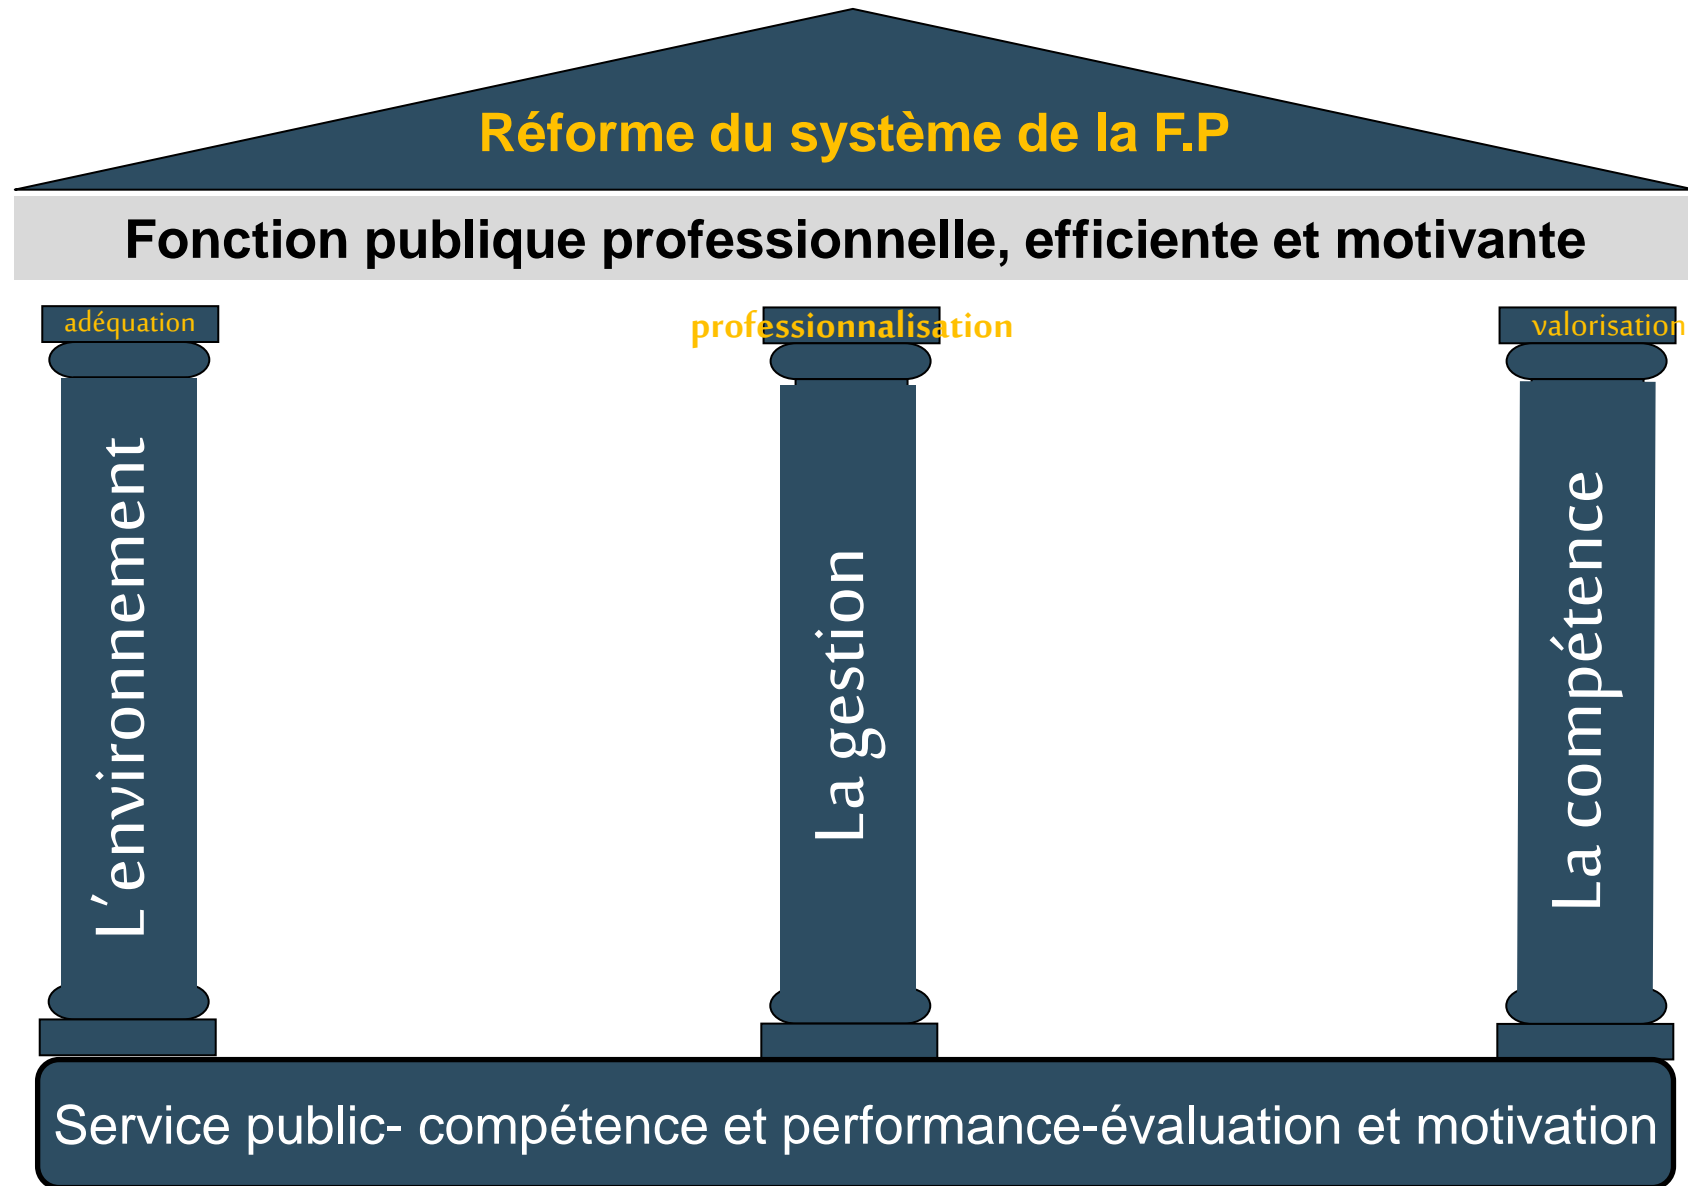 Réforme du système de la F.P
Fonction publique professionnelle, efficiente et motivante
adéquation
professionnalisation
valorisation
L'environnement
La gestion
La compétence
Service public- compétence et performance-évaluation et motivation